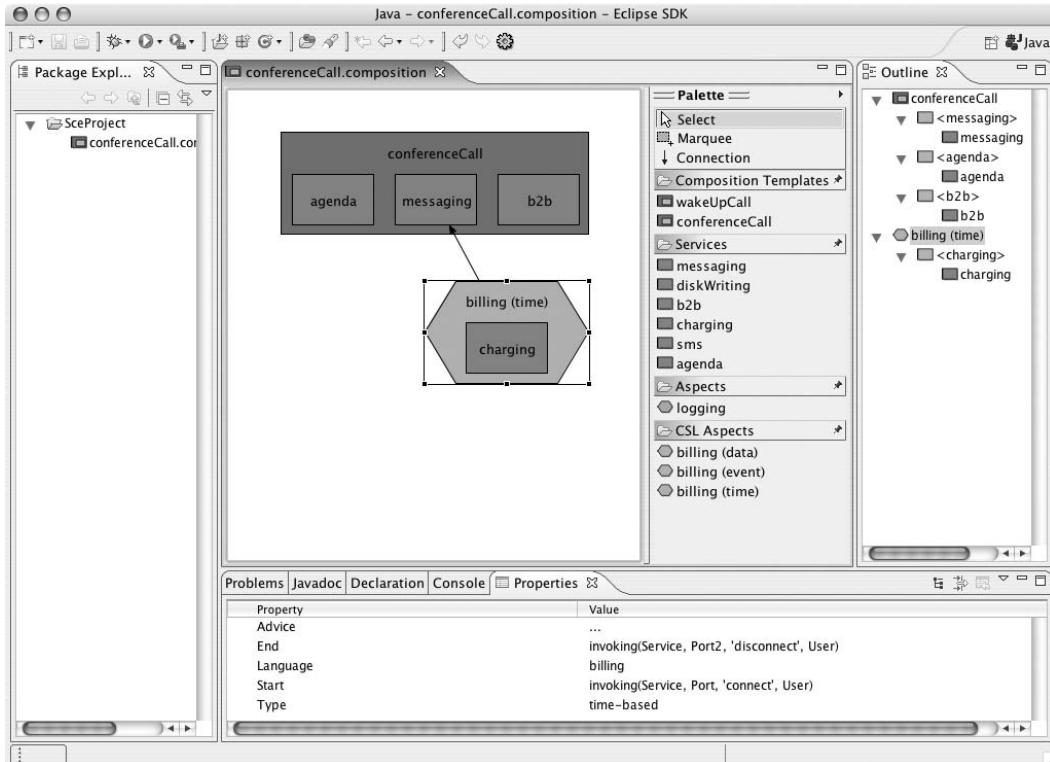 Java – conferenceCall.composition – Eclipse SDK
Java
Package Expl...
SceProject
conferenceCall.cor
conferenceCall.composition
conferenceCall
agenda
messaging
b2b
billing (time)
charging
Palette
Select
Marquee
Connection
Composition Templates
wakeUpCall
conferenceCall
Services
messaging
diskWriting
b2b
charging
sms
agenda
Aspects
logging
CSL Aspects
billing (data)
billing (event)
billing (time)
Outline
conferenceCall
<messaging>
messaging
<agenda>
agenda
<b2b>
b2b
billing (time)
<charging>
charging
Problems Javadoc Declaration Console Properties
Property Value
Advice ...
End invoking(Service, Port2, 'disconnect', User)
Language billing
Start invoking(Service, Port, 'connect', User)
Type time-based